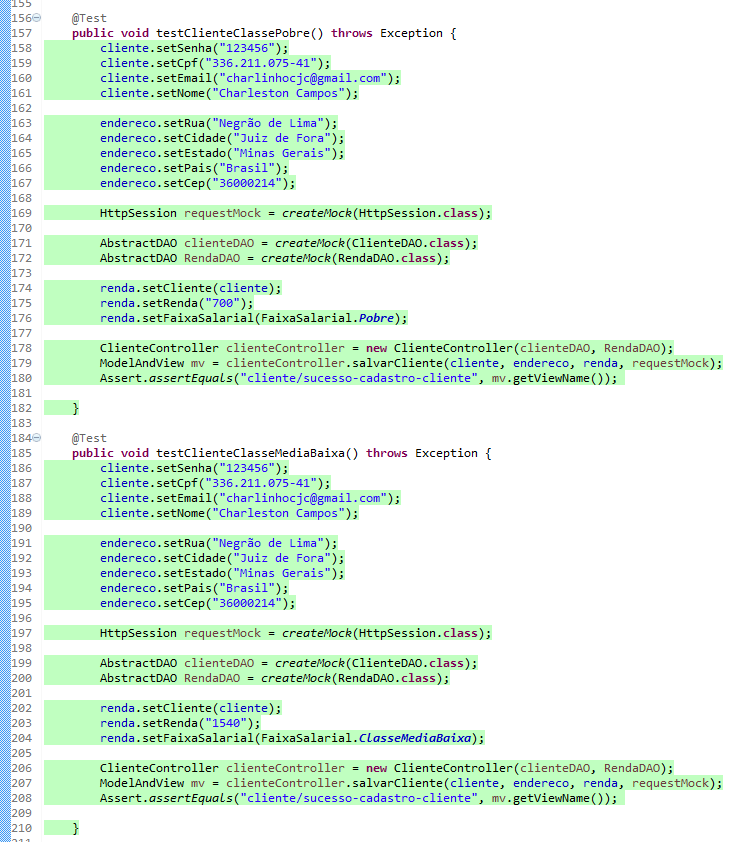 155
156 @Test
157 public void testClienteClassePobre() throws Exception {
158 cliente.setSenha("123456");
159 cliente.setCpf("336.211.075-41");
160 cliente.setEmail("charlinhocjc@gmail.com");
161 cliente.setNome("Charleston Campos");
162
163 endereco.setRua("Negrão de Lima");
164 endereco.setCidade("Juiz de Fora");
165 endereco.setEstado("Minas Gerais");
166 endereco.setPais("Brasil");
167 endereco.setCep("36000214");
168
169 HttpSession requestMock = createMock(HttpSession.class);
170
171 AbstractDAO clienteDAO = createMock(ClienteDAO.class);
172 AbstractDAO RendaDAO = createMock(RendaDAO.class);
173
174 renda.setCliente(cliente);
175 renda.setRenda("700");
176 renda.setFaixaSalarial(FaixaSalarial.Pobre);
177
178 ClienteController clienteController = new ClienteController(clienteDAO, RendaDAO);
179 ModelAndView mv = clienteController.salvarCliente(cliente, endereco, renda, requestMock);
180 Assert.assertEquals("cliente/sucesso-cadastro-cliente", mv.getViewName());
181
182 }
183
184 @Test
185 public void testClienteClasseMediaBaixa() throws Exception {
186 cliente.setSenha("123456");
187 cliente.setCpf("336.211.075-41");
188 cliente.setEmail("charlinhocjc@gmail.com");
189 cliente.setNome("Charleston Campos");
190
191 endereco.setRua("Negrão de Lima");
192 endereco.setCidade("Juiz de Fora");
193 endereco.setEstado("Minas Gerais");
194 endereco.setPais("Brasil");
195 endereco.setCep("36000214");
196
197 HttpSession requestMock = createMock(HttpSession.class);
198
199 AbstractDAO clienteDAO = createMock(ClienteDAO.class);
200 AbstractDAO RendaDAO = createMock(RendaDAO.class);
201
202 renda.setCliente(cliente);
203 renda.setRenda("1540");
204 renda.setFaixaSalarial(FaixaSalarial.ClasseMediaBaixa);
205
206 ClienteController clienteController = new ClienteController(clienteDAO, RendaDAO);
207 ModelAndView mv = clienteController.salvarCliente(cliente, endereco, renda, requestMock);
208 Assert.assertEquals("cliente/sucesso-cadastro-cliente", mv.getViewName());
209
210 }